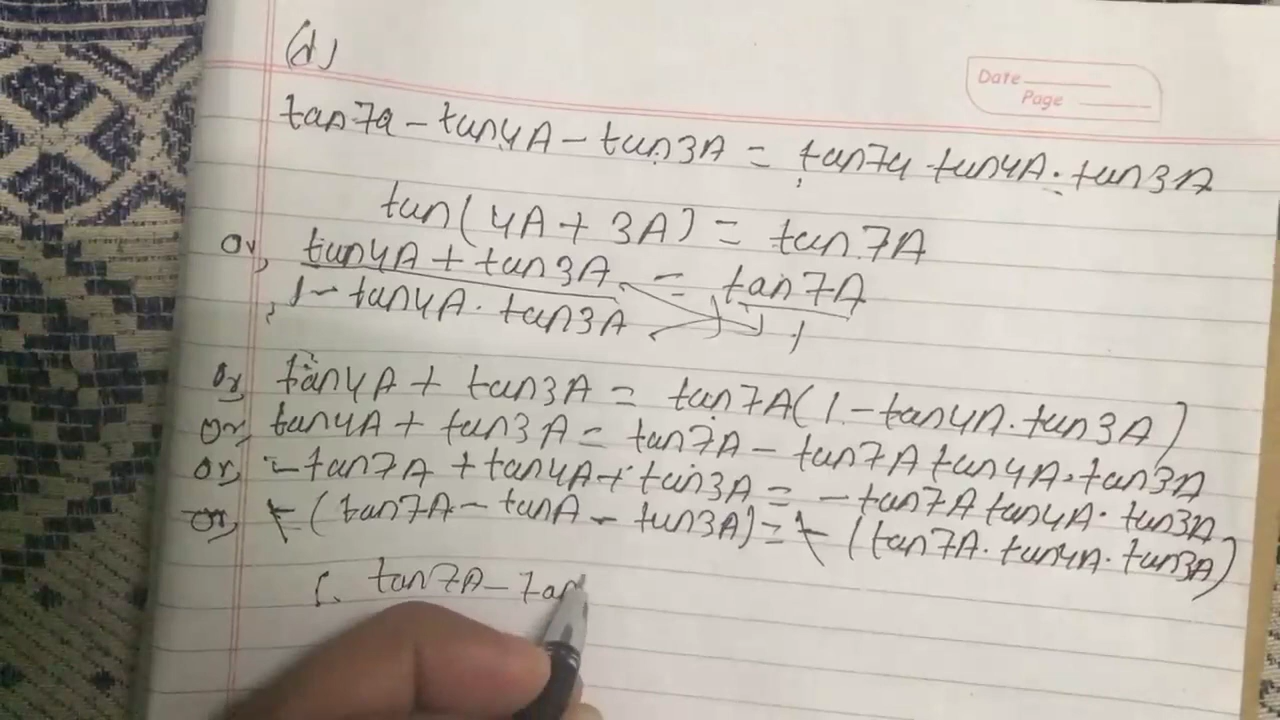 (d)
Date
Page
tan7a - tan4A - tan3A = tan7a tan4A . tan3A
tan(4A + 3A) = tan7A
Or, tan4A + tan3A = tan7A
1 - tan4A . tan3A 1
Or, tan4A + tan3A = tan7A(1 - tan4A . tan3A)
Or, tan4A + tan3A = tan7A - tan7A tan4A . tan3A
Or, - tan7A + tan4A + tan3A = - tan7A tan4A . tan3A
Or, - (tan7A - tanA - tan3A) = - (tan7A . tan4A . tan3A)
tan7A - tan